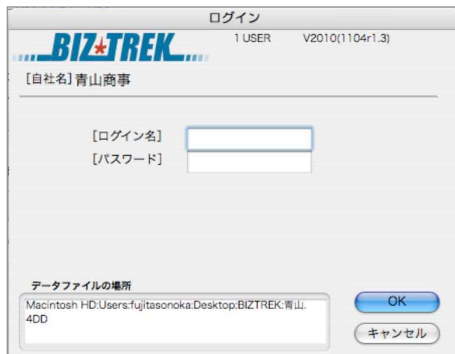 ログイン
BIZ★TREK
1 USER V2010(1104r1.3)
[自社名] 青山商事
[ログイン名]
[パスワード]
データファイルの場所
Macintosh HD:Users:fujitasonoka:Desktop:BIZTREK:青山.
4DD
OK
キャンセル